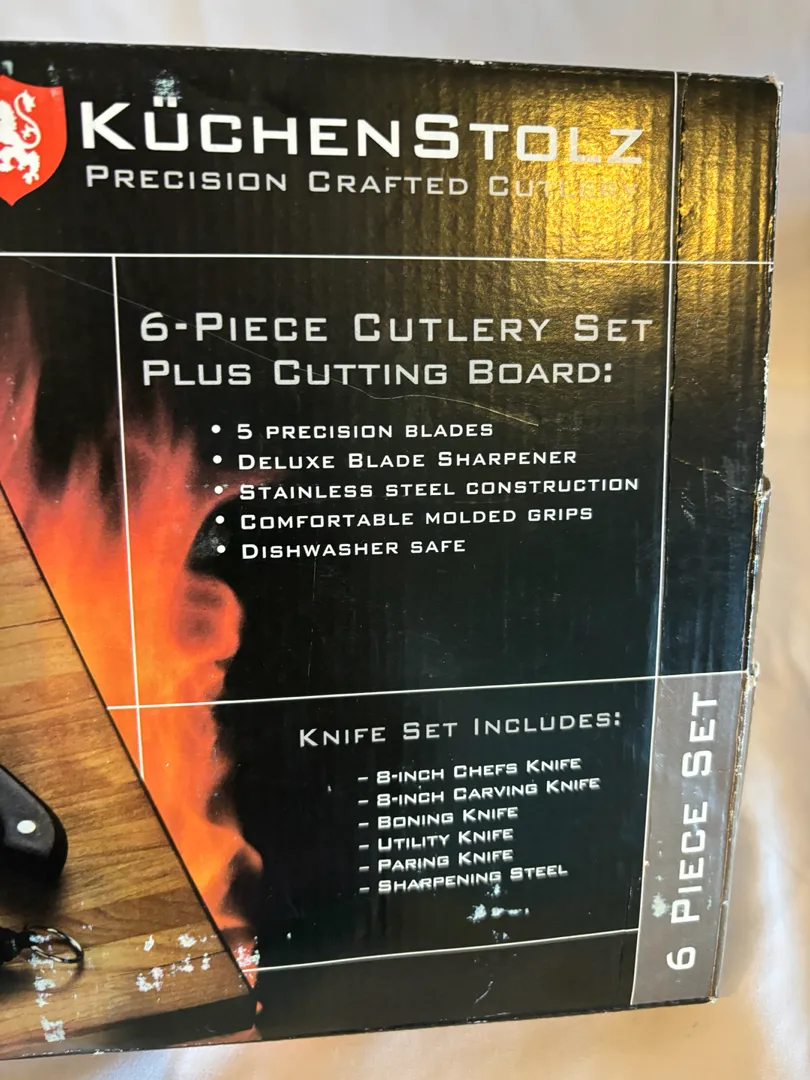 KÜCHENSTOLZ
PRECISION CRAFTED CUTLERY
6-PIECE CUTLERY SET
PLUS CUTTING BOARD:
• 5 PRECISION BLADES
• DELUXE BLADE SHARPENER
• STAINLESS STEEL CONSTRUCTION
• COMFORTABLE MOLDED GRIPS
• DISHWASHER SAFE
KNIFE SET INCLUDES:
– 8-INCH CHEFS KNIFE
– 8-INCH CARVING KNIFE
– BONING KNIFE
– UTILITY KNIFE
– PARING KNIFE
– SHARPENING STEEL
6 PIECE SET